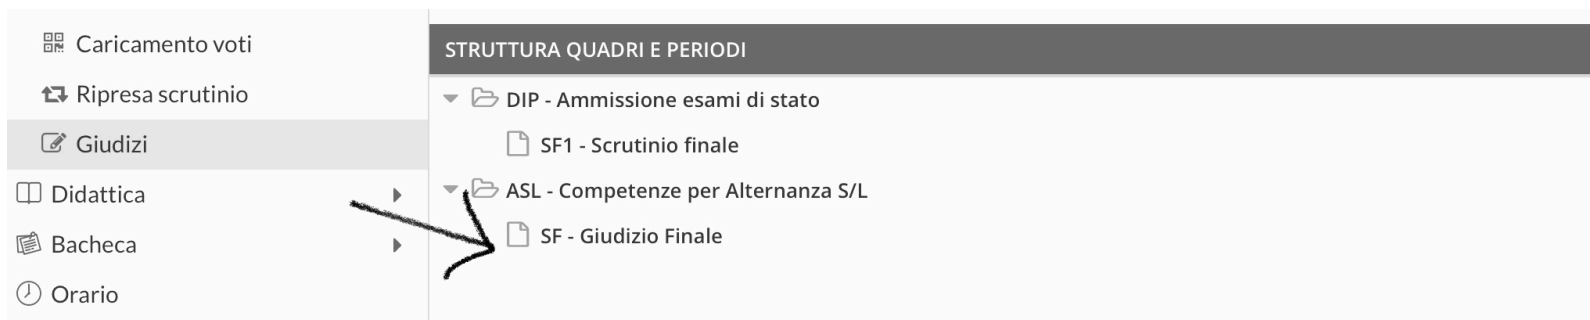 Caricamento voti
Ripresa scrutinio
Giudizi
Didattica
Bacheca
Orario
STRUTTURA QUADRI E PERIODI
DIP - Ammissione esami di stato
SF1 - Scrutinio finale
ASL - Competenze per Alternanza S/L
SF - Giudizio Finale